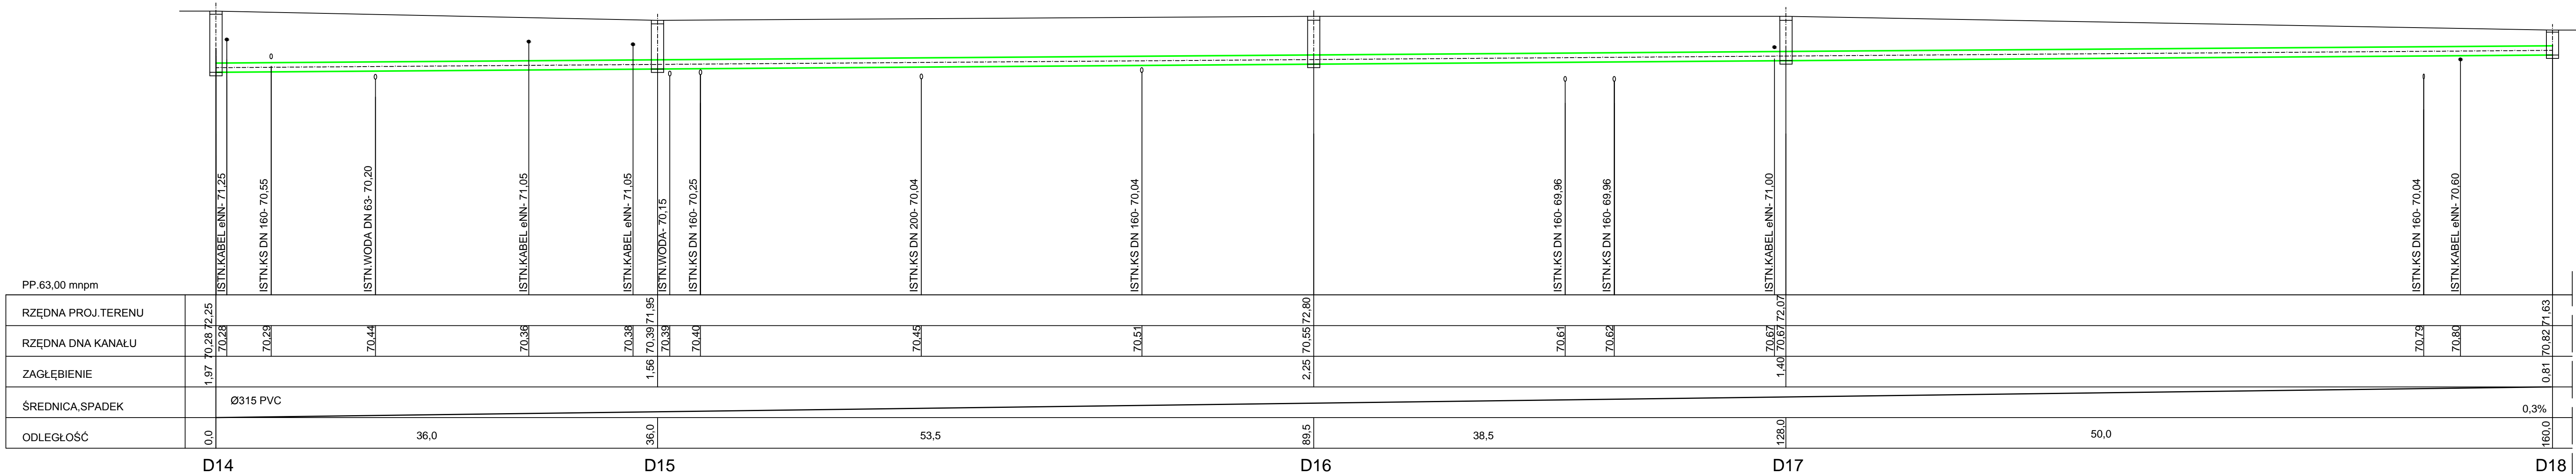 ISTN.KABEL eNN- 71,25
ISTN.KS DN 160- 70,55
ISTN.WODA DN 63- 70,20
ISTN.KABEL eNN- 71,05
ISTN.KABEL eNN- 71,05
ISTN.WODA- 70,15
ISTN.KS DN 160- 70,25
ISTN.KS DN 200- 70,04
ISTN.KS DN 160- 70,04
ISTN.KS DN 160- 69,96
ISTN.KS DN 160- 69,96
ISTN.KABEL eNN- 71,00
ISTN.KS DN 160- 70,04
ISTN.KABEL eNN- 70,60
PP.63,00 mnpm
RZĘDNA PROJ.TERENU
72,25 71,95 72,80 72,07 71,63
RZĘDNA DNA KANAŁU
70,28 70,28 70,29 70,44 70,36 70,38 70,39 70,39 70,40 70,45 70,51 70,55 70,61 70,62 70,67 70,67 70,79 70,80 70,82
ZAGŁĘBIENIE
1,97 1,56 2,25 1,40 0,81
ŚREDNICA,SPADEK
Ø315 PVC
0,3%
ODLEGŁOŚĆ
0,0 36,0 36,0 53,5 89,5 38,5 128,0 50,0 160,0
D14 D15 D16 D17 D18